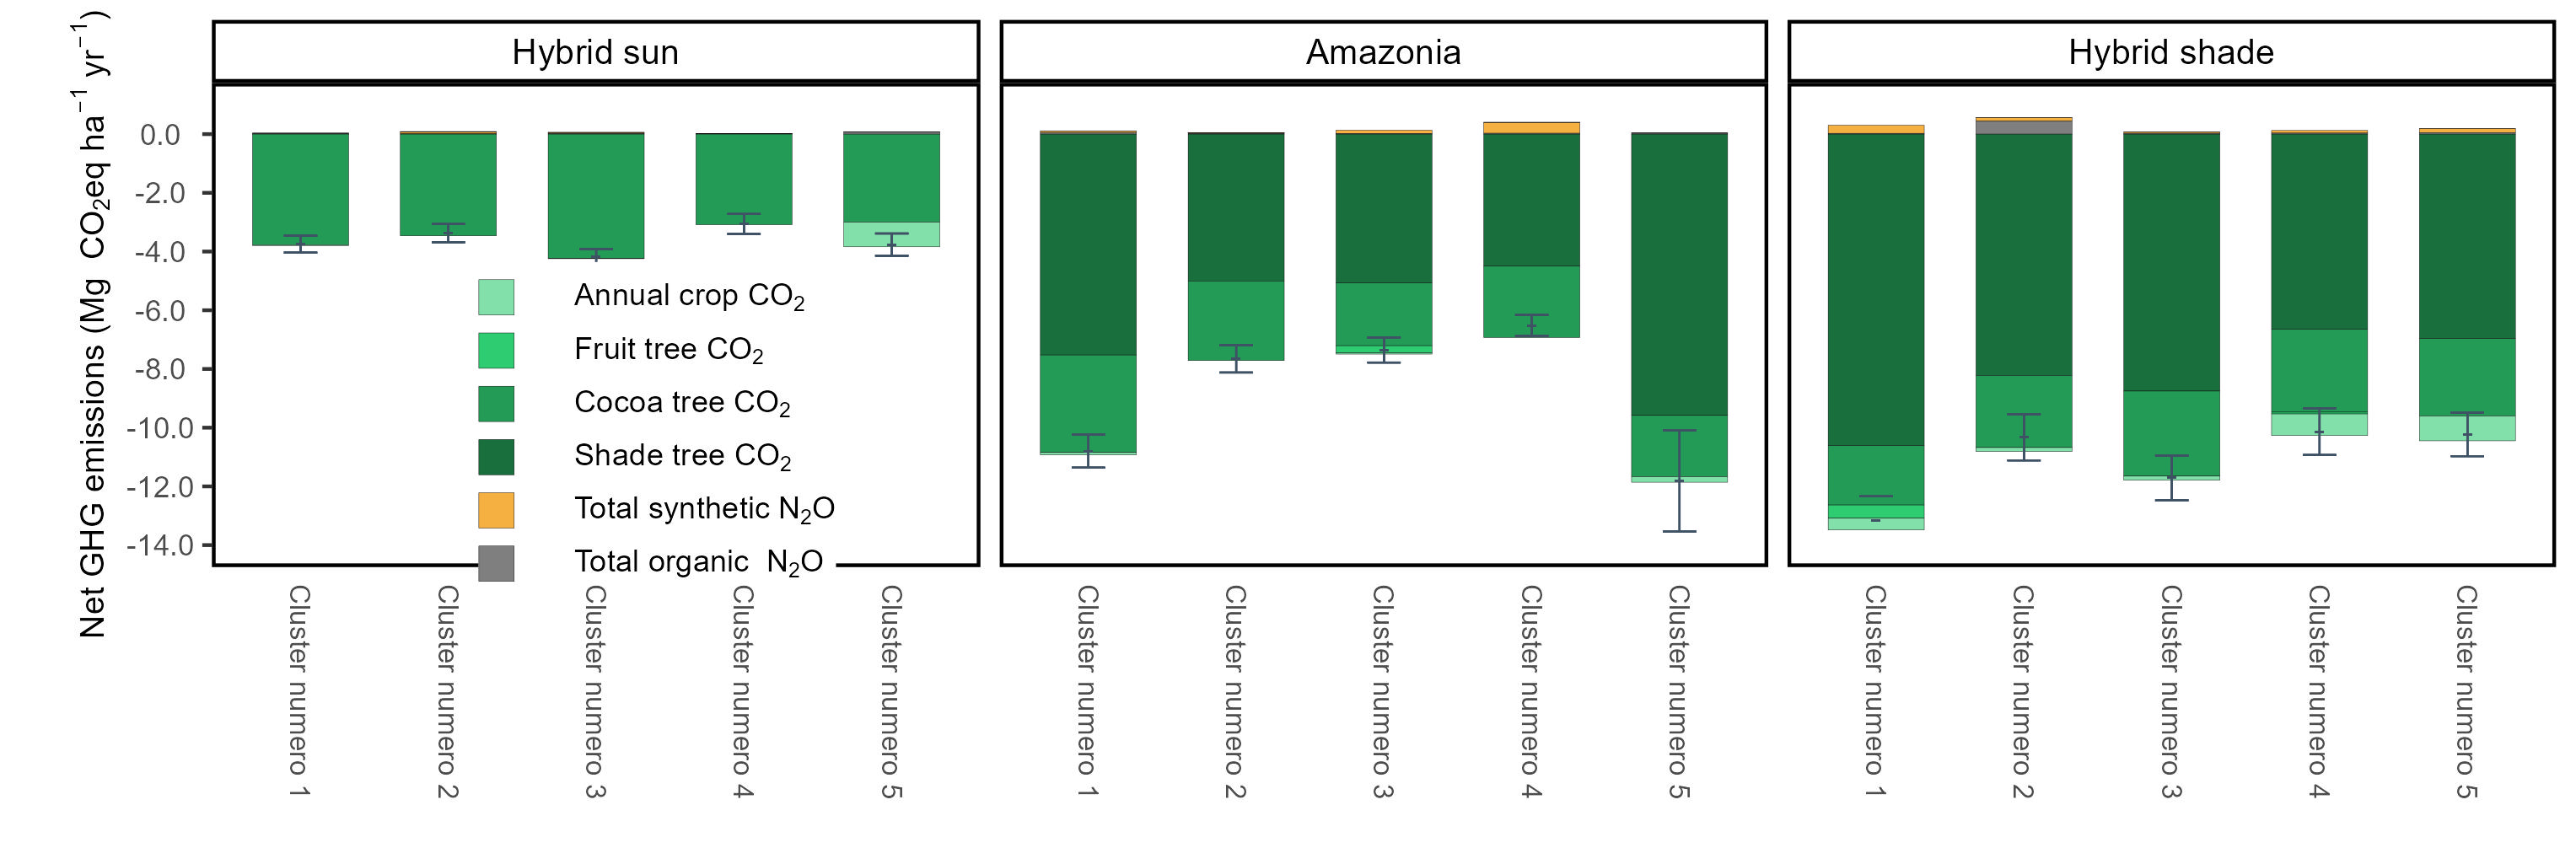 Hybrid sun
Amazonia
Hybrid shade
Net GHG emissions (Mg CO₂eq ha⁻¹ yr⁻¹)
0.0
-2.0
-4.0
-6.0
-8.0
-10.0
-12.0
-14.0
Annual crop CO₂
Fruit tree CO₂
Cocoa tree CO₂
Shade tree CO₂
Total synthetic N₂O
Total organic N₂O
Cluster numero 1
Cluster numero 2
Cluster numero 3
Cluster numero 4
Cluster numero 5
Cluster numero 1
Cluster numero 2
Cluster numero 3
Cluster numero 4
Cluster numero 5
Cluster numero 1
Cluster numero 2
Cluster numero 3
Cluster numero 4
Cluster numero 5